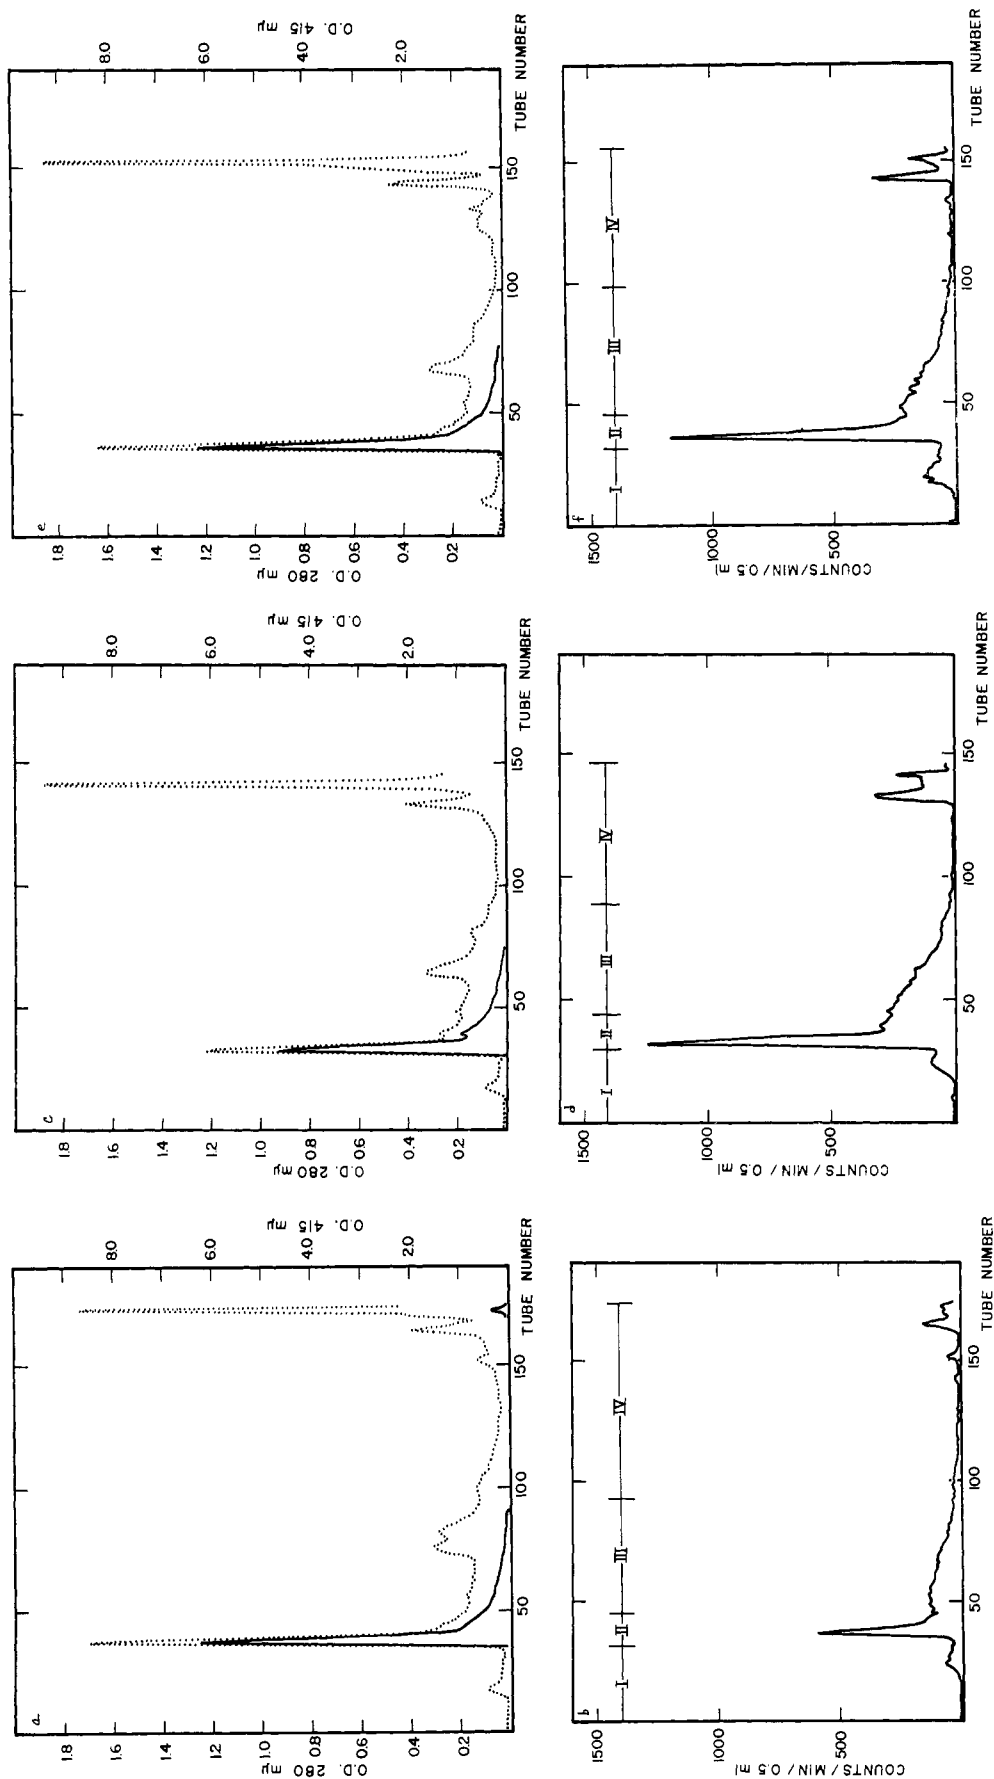 a
1.8
1.6
1.4
1.2
1.0
0.8
0.6
0.4
0.2
O.D. 280 mμ
8.0
6.0
4.0
2.0
O.D. 415 mμ
50
100
150
TUBE NUMBER
c
1.8
1.6
1.4
1.2
1.0
0.8
0.6
0.4
0.2
O.D. 280 mμ
8.0
6.0
4.0
2.0
O.D. 415 mμ
50
100
150
TUBE NUMBER
e
1.8
1.6
1.4
1.2
1.0
0.8
0.6
0.4
0.2
O.D. 280 mμ
8.0
6.0
40
2.0
O.D. 415 mμ
50
100
150
TUBE NUMBER
b
1500
1000
500
COUNTS / MIN / 0.5 ml
I II III IV
50
100
150
TUBE NUMBER
d
1500
1000
500
COUNTS / MIN / 0.5 ml
I II III IV
50
100
150
TUBE NUMBER
f
1500
1000
500
COUNTS/MIN/0.5 ml
I II III IV
50
100
150
TUBE NUMBER